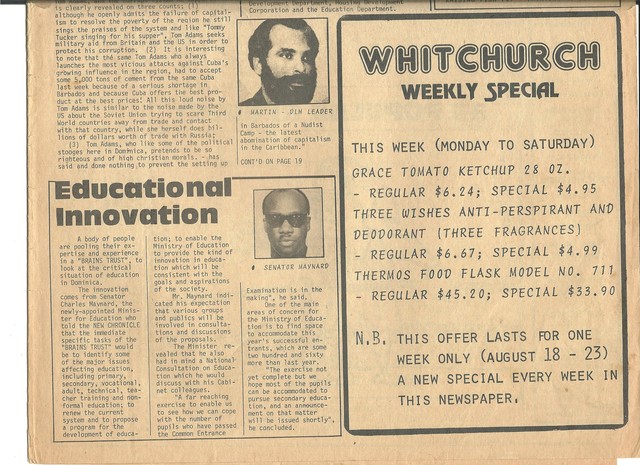 is clearly revealed on three counts: (1)
although he openly admits the failure of capital-
ism to resolve the poverty of the region he still
sings the praises of the system and like "Tommy
Tucker singing for his supper", Tom Adams seeks
military aid from Britain and the US in order to
protect his corruption. (2) It is interesting
to note that the same Tom Adams who always
launches the most vicious attacks against Cuba's
growing influence in the region, had to accept
some 5,000 tons of cement from the same Cuba
last week because of a serious shortage in
Barbados and because Cuba offers the best pro-
duct at the best prices! All this loud noise by
Tom Adams is similar to the noise made by the
US about the Soviet Union trying to scare Third
World countries away from trade and contact
with that country, while she herself does bil-
lions of dollars worth of trade with Russia;
(3) Tom Adams, who like some of the political
stooges here in Dominica, pretends to be so
righteous and of high christian morals, - has
said and done nothing to prevent the setting up
Development Department, Housing Development
Corporation and the Education Department.
# MARTIN - DLM LEADER
in Barbados of a Nudist
Camp - the latest
abomination of capitalism
in the Caribbean."
CONT'D ON PAGE 19
Educational
Innovation
A body of people
are pooling their ex-
pertise and experience
in a "BRAINS TRUST", to
look at the critical
situation of education
in Dominica.
The innovation
comes from Senator
Charles Maynard, the
newly-appointed Minis-
ter for Education who
told the NEW CHRONICLE
that the immediate
specific tasks of the
"BRAINS TRUST" would
be to identify some
of the major issues
affecting education,
including primary,
secondary, vocational,
adult, technical, tea-
cher training and non-
formal education; to
renew the current
system and to propose
a program for the
development of educa-
tion; to enable the
Ministry of Education
to provide the kind of
innovation in educa-
tion which will be
consistent with the
goals and aspirations
of the society.
Mr. Maynard indi-
cated his expectation
that various groups
and publics will be
involved in consulta-
tions and discussions
of the proposals.
The Minister re-
vealed that he also
had in mind a National
Consultation on Educa-
tion which he would
discuss with his Cabi-
net colleagues.
"A far reaching
exercise to enable us
to see how we can cope
with the number of
pupils who have passed
the Common Entrance
# SENATOR MAYNARD
Examination is in the
making", he said.
One of the main
areas of concern for
the Ministry of Educa-
tion is to find space
to accommodate this
year's successful en-
trants, which are some
two hundred and sixty
more than last year.
"The exercise not
yet complete but we
hope most of the pupils
can be accomodated to
pursue secondary educa-
tion, and an announce-
ment on that matter
will be issued shortly",
he concluded.
WHITCHURCH
WEEKLY SPECIAL
THIS WEEK (MONDAY TO SATURDAY)
GRACE TOMATO KETCHUP 28 OZ.
- REGULAR $6.24; SPECIAL $4.95
THREE WISHES ANTI-PERSPIRANT AND
DEODORANT (THREE FRAGRANCES)
- REGULAR $6.67; SPECIAL $4.99
THERMOS FOOD FLASK MODEL NO. 711
- REGULAR $45.20; SPECIAL $33.90
N.B. THIS OFFER LASTS FOR ONE
WEEK ONLY (AUGUST 18 - 23)
A NEW SPECIAL EVERY WEEK IN
THIS NEWSPAPER.